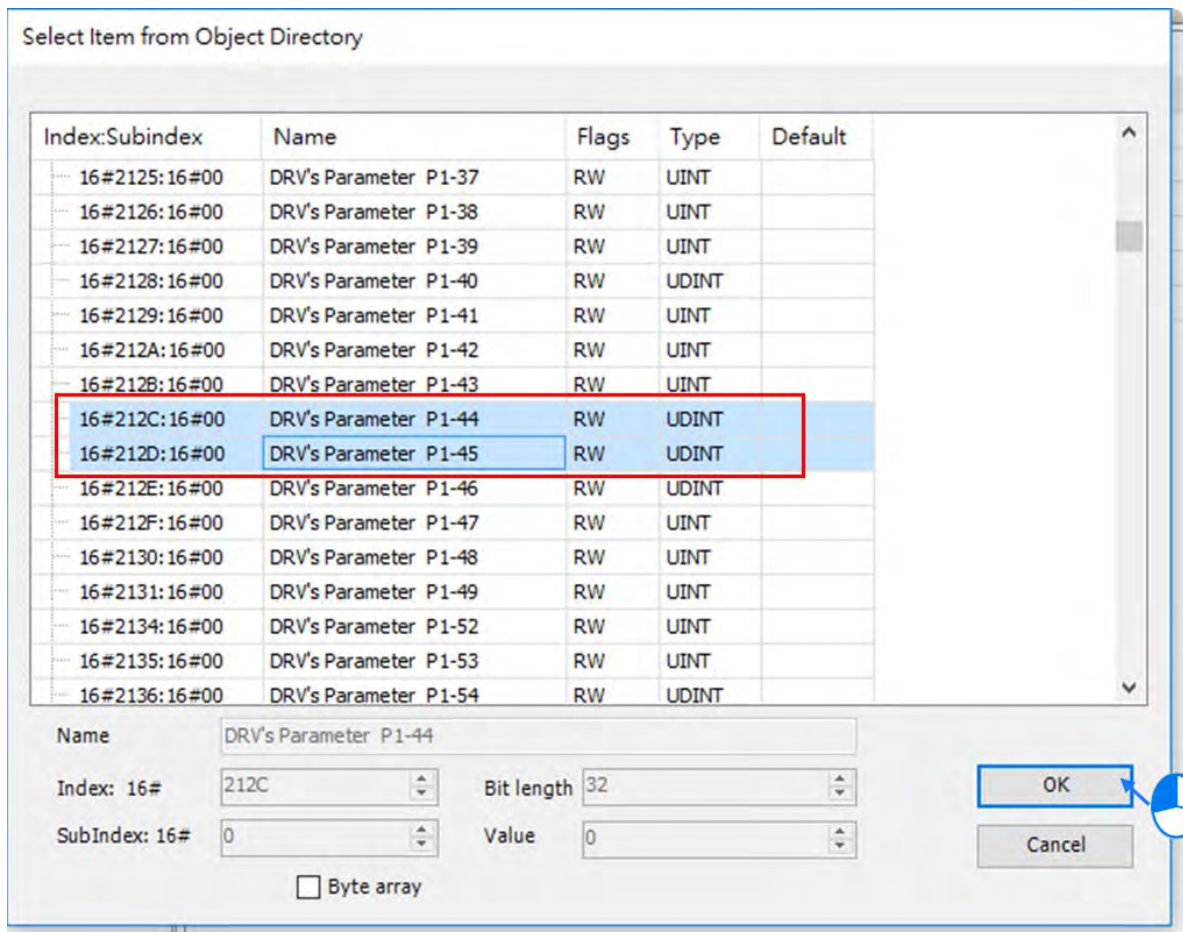 Select Item from Object Directory
Index:Subindex Name Flags Type Default
16#2125:16#00 DRV's Parameter P1-37 RW UINT
16#2126:16#00 DRV's Parameter P1-38 RW UINT
16#2127:16#00 DRV's Parameter P1-39 RW UINT
16#2128:16#00 DRV's Parameter P1-40 RW UDINT
16#2129:16#00 DRV's Parameter P1-41 RW UINT
16#212A:16#00 DRV's Parameter P1-42 RW UINT
16#212B:16#00 DRV's Parameter P1-43 RW UINT
16#212C:16#00 DRV's Parameter P1-44 RW UDINT
16#212D:16#00 DRV's Parameter P1-45 RW UDINT
16#212E:16#00 DRV's Parameter P1-46 RW UDINT
16#212F:16#00 DRV's Parameter P1-47 RW UINT
16#2130:16#00 DRV's Parameter P1-48 RW UINT
16#2131:16#00 DRV's Parameter P1-49 RW UINT
16#2134:16#00 DRV's Parameter P1-52 RW UINT
16#2135:16#00 DRV's Parameter P1-53 RW UINT
16#2136:16#00 DRV's Parameter P1-54 RW UDINT
Name DRV's Parameter P1-44
Index: 16# 212C Bit length 32 OK
SubIndex: 16# 0 Value 0 Cancel
Byte array